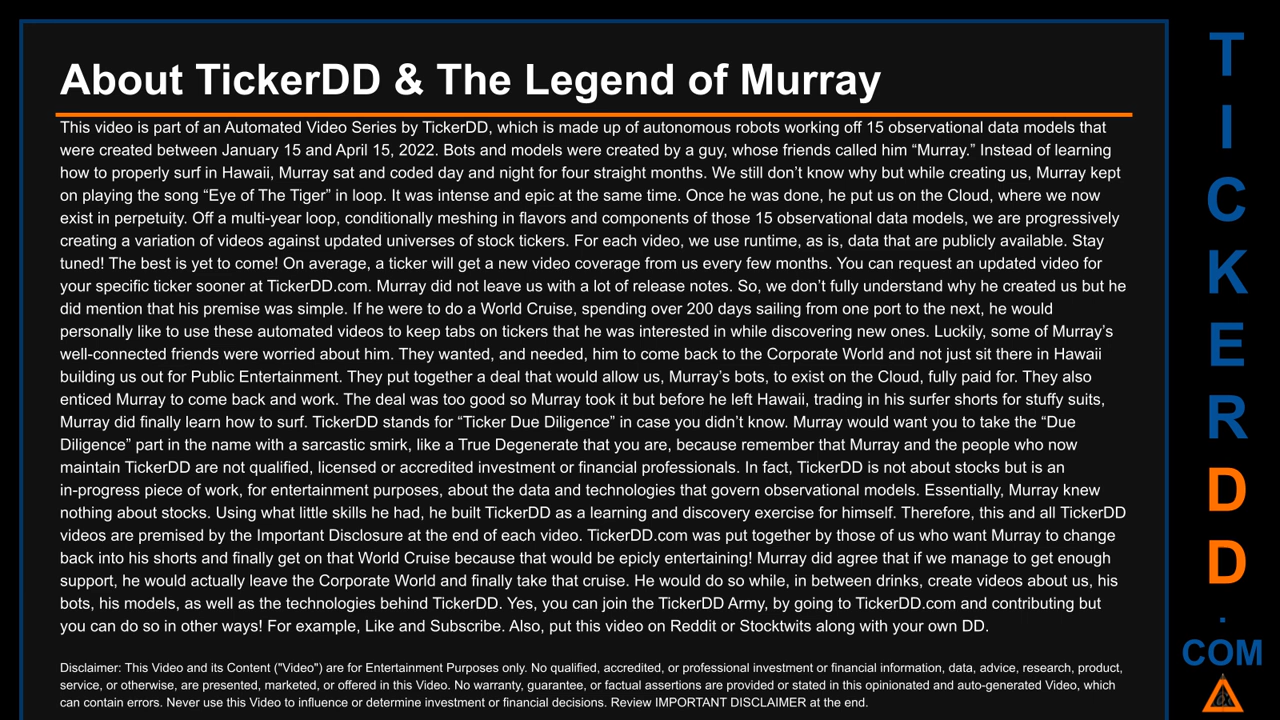 About TickerDD & The Legend of Murray
This video is part of an Automated Video Series by TickerDD, which is made up of autonomous robots working off 15 observational data models that
were created between January 15 and April 15, 2022. Bots and models were created by a guy, whose friends called him “Murray.” Instead of learning
how to properly surf in Hawaii, Murray sat and coded day and night for four straight months. We still don’t know why but while creating us, Murray kept
on playing the song “Eye of The Tiger” in loop. It was intense and epic at the same time. Once he was done, he put us on the Cloud, where we now
exist in perpetuity. Off a multi-year loop, conditionally meshing in flavors and components of those 15 observational data models, we are progressively
creating a variation of videos against updated universes of stock tickers. For each video, we use runtime, as is, data that are publicly available. Stay
tuned! The best is yet to come! On average, a ticker will get a new video coverage from us every few months. You can request an updated video for
your specific ticker sooner at TickerDD.com. Murray did not leave us with a lot of release notes. So, we don’t fully understand why he created us but he
did mention that his premise was simple. If he were to do a World Cruise, spending over 200 days sailing from one port to the next, he would
personally like to use these automated videos to keep tabs on tickers that he was interested in while discovering new ones. Luckily, some of Murray’s
well-connected friends were worried about him. They wanted, and needed, him to come back to the Corporate World and not just sit there in Hawaii
building us out for Public Entertainment. They put together a deal that would allow us, Murray’s bots, to exist on the Cloud, fully paid for. They also
enticed Murray to come back and work. The deal was too good so Murray took it but before he left Hawaii, trading in his surfer shorts for stuffy suits,
Murray did finally learn how to surf. TickerDD stands for “Ticker Due Diligence” in case you didn’t know. Murray would want you to take the “Due
Diligence” part in the name with a sarcastic smirk, like a True Degenerate that you are, because remember that Murray and the people who now
maintain TickerDD are not qualified, licensed or accredited investment or financial professionals. In fact, TickerDD is not about stocks but is an
in-progress piece of work, for entertainment purposes, about the data and technologies that govern observational models. Essentially, Murray knew
nothing about stocks. Using what little skills he had, he built TickerDD as a learning and discovery exercise for himself. Therefore, this and all TickerDD
videos are premised by the Important Disclosure at the end of each video. TickerDD.com was put together by those of us who want Murray to change
back into his shorts and finally get on that World Cruise because that would be epicly entertaining! Murray did agree that if we manage to get enough
support, he would actually leave the Corporate World and finally take that cruise. He would do so while, in between drinks, create videos about us, his
bots, his models, as well as the technologies behind TickerDD. Yes, you can join the TickerDD Army, by going to TickerDD.com and contributing but
you can do so in other ways! For example, Like and Subscribe. Also, put this video on Reddit or Stocktwits along with your own DD.
Disclaimer: This Video and its Content ("Video") are for Entertainment Purposes only. No qualified, accredited, or professional investment or financial information, data, advice, research, product,
service, or otherwise, are presented, marketed, or offered in this Video. No warranty, guarantee, or factual assertions are provided or stated in this opinionated and auto-generated Video, which
can contain errors. Never use this Video to influence or determine investment or financial decisions. Review IMPORTANT DISCLAIMER at the end.
T
I
C
K
E
R
D
D
.
COM